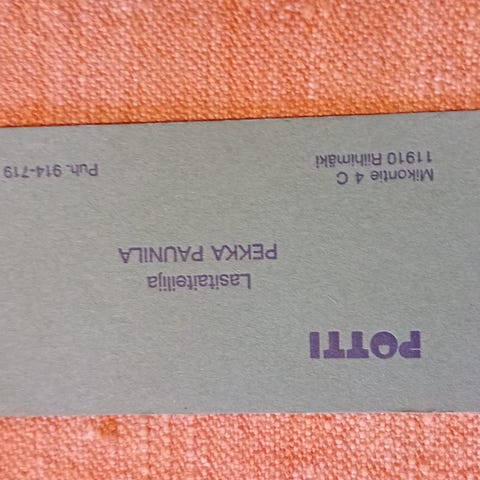 POTTI
Lasitaiteilija
PEKKA PAUNILA
Mikontie 4 C
11910 Riihimäki
Puh. 914-719